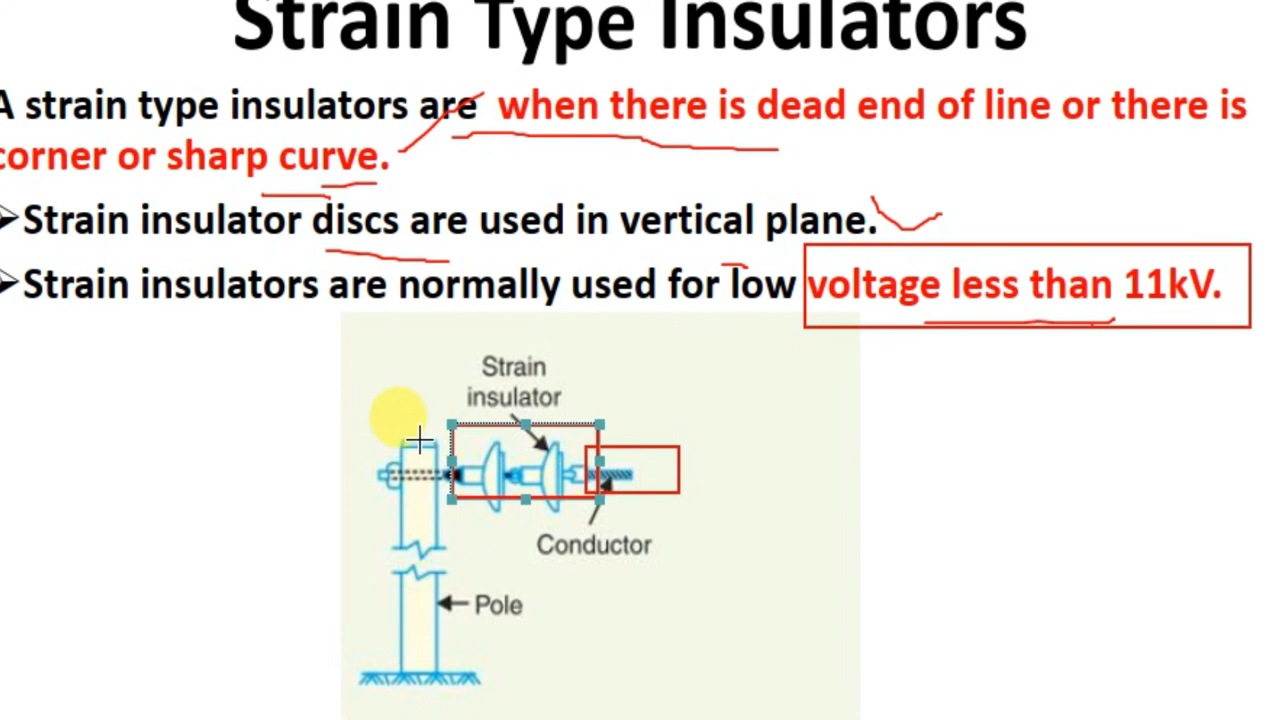 Strain Type Insulators
A strain type insulators are when there is dead end of line or there is
corner or sharp curve.
Strain insulator discs are used in vertical plane.
Strain insulators are normally used for low voltage less than 11kV.
Strain
insulator
Conductor
Pole